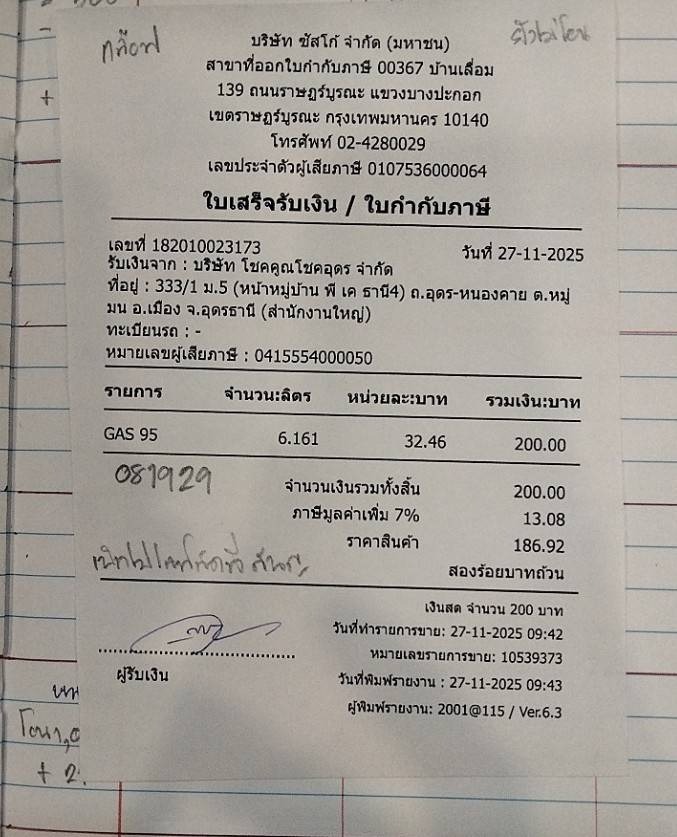 บริษัท ซัสโก้ จำกัด (มหาชน)
สาขาที่ออกใบกำกับภาษี 00367 บ้านเลื่อม
139 ถนนราษฎร์บูรณะ แขวงบางปะกอก
เขตราษฎร์บูรณะ กรุงเทพมหานคร 10140
โทรศัพท์ 02-4280029
เลขประจำตัวผู้เสียภาษี 0107536000064
ใบเสร็จรับเงิน / ใบกำกับภาษี
เลขที่ 182010023173 วันที่ 27-11-2025
รับเงินจาก : บริษัท โชคคูณโชคอุดร จำกัด
ที่อยู่ : 333/1 ม.5 (หน้าหมู่บ้าน พี เค ธานี4) ถ.อุดร-หนองคาย ต.หมู่
มน อ.เมือง จ.อุดรธานี (สำนักงานใหญ่)
ทะเบียนรถ : -
หมายเลขผู้เสียภาษี : 0415554000050
รายการ จำนวน:ลิตร หน่วยละ:บาท รวมเงิน:บาท
GAS 95 6.161 32.46 200.00
081929
จำนวนเงินรวมทั้งสิ้น 200.00
ภาษีมูลค่าเพิ่ม 7% 13.08
ราคาสินค้า 186.92
สองร้อยบาทถ้วน
เงินสด จำนวน 200 บาท
วันที่ทำรายการขาย: 27-11-2025 09:42
หมายเลขรายการขาย: 10539373
ผู้รับเงิน
วันที่พิมพ์รายงาน : 27-11-2025 09:43
ผู้พิมพ์รายงาน: 2001@115 / Ver.6.3